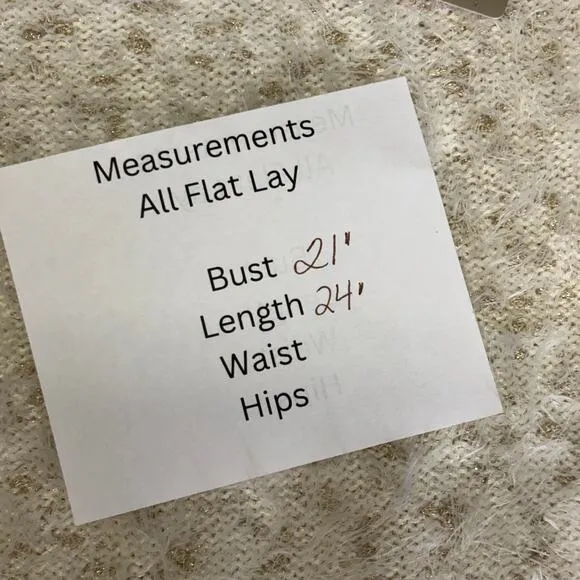 Measurements
All Flat Lay
Bust 21"
Length 24"
Waist
Hips